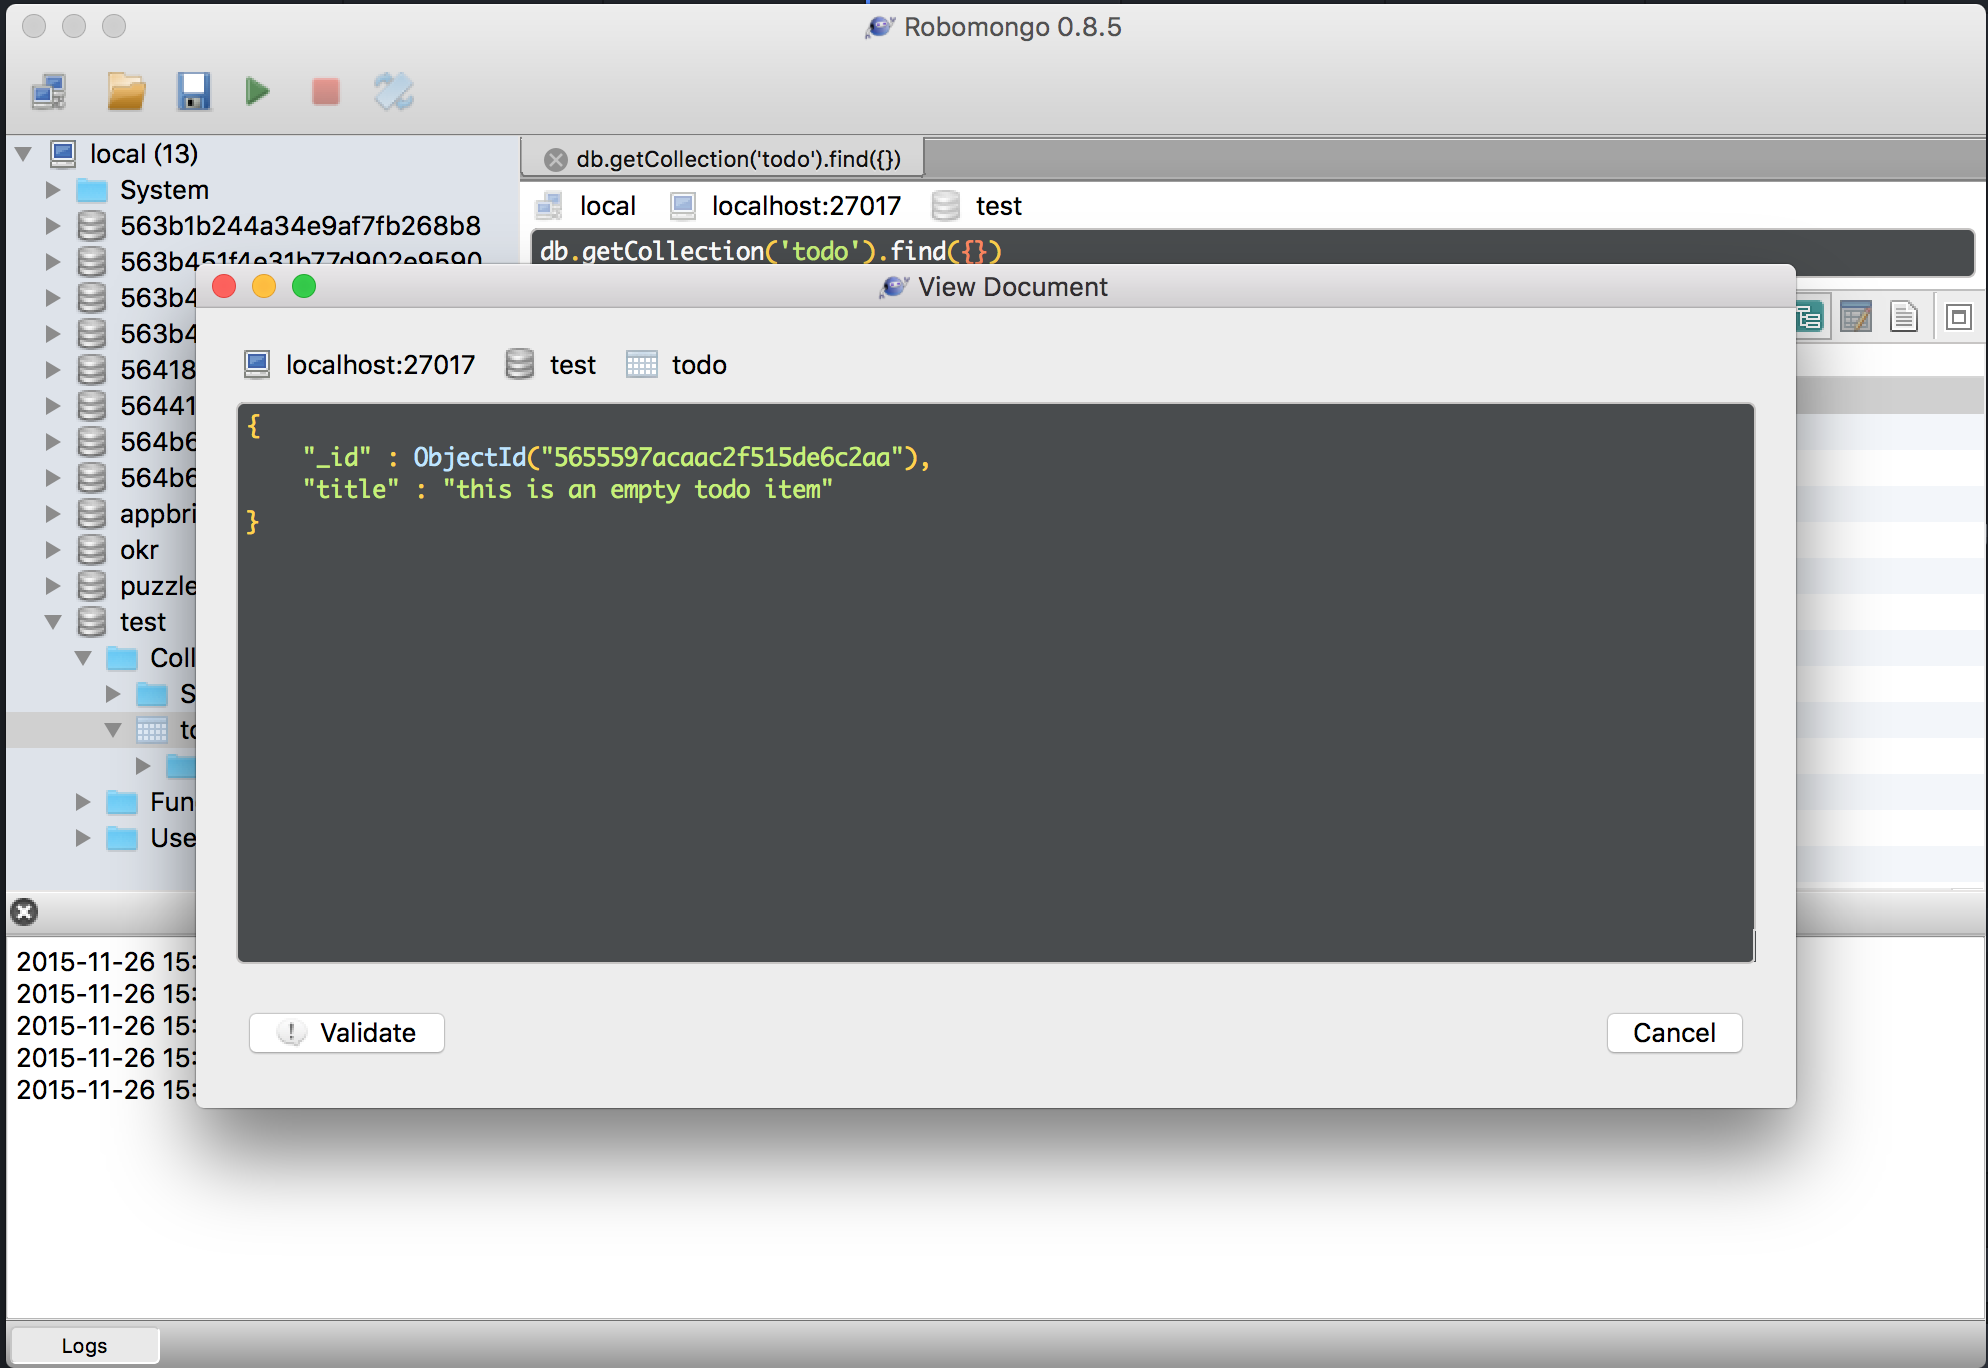 Robomongo 0.8.5
local (13)
System
563b1b244a34e9af7fb268b8
563b451f4e31b77d902e9590
563b4
563b4
56418
56441
564b6
564b6
appbri
okr
puzzle
test
Coll
S
to
Fun
Use
db.getCollection('todo').find({})
local localhost:27017 test
db.getCollection('todo').find({})
View Document
localhost:27017 test todo
{
"_id" : ObjectId("5655597acaac2f515de6c2aa"),
"title" : "this is an empty todo item"
}
Validate
Cancel
2015-11-26 15:
2015-11-26 15:
2015-11-26 15:
2015-11-26 15:
2015-11-26 15:
Logs